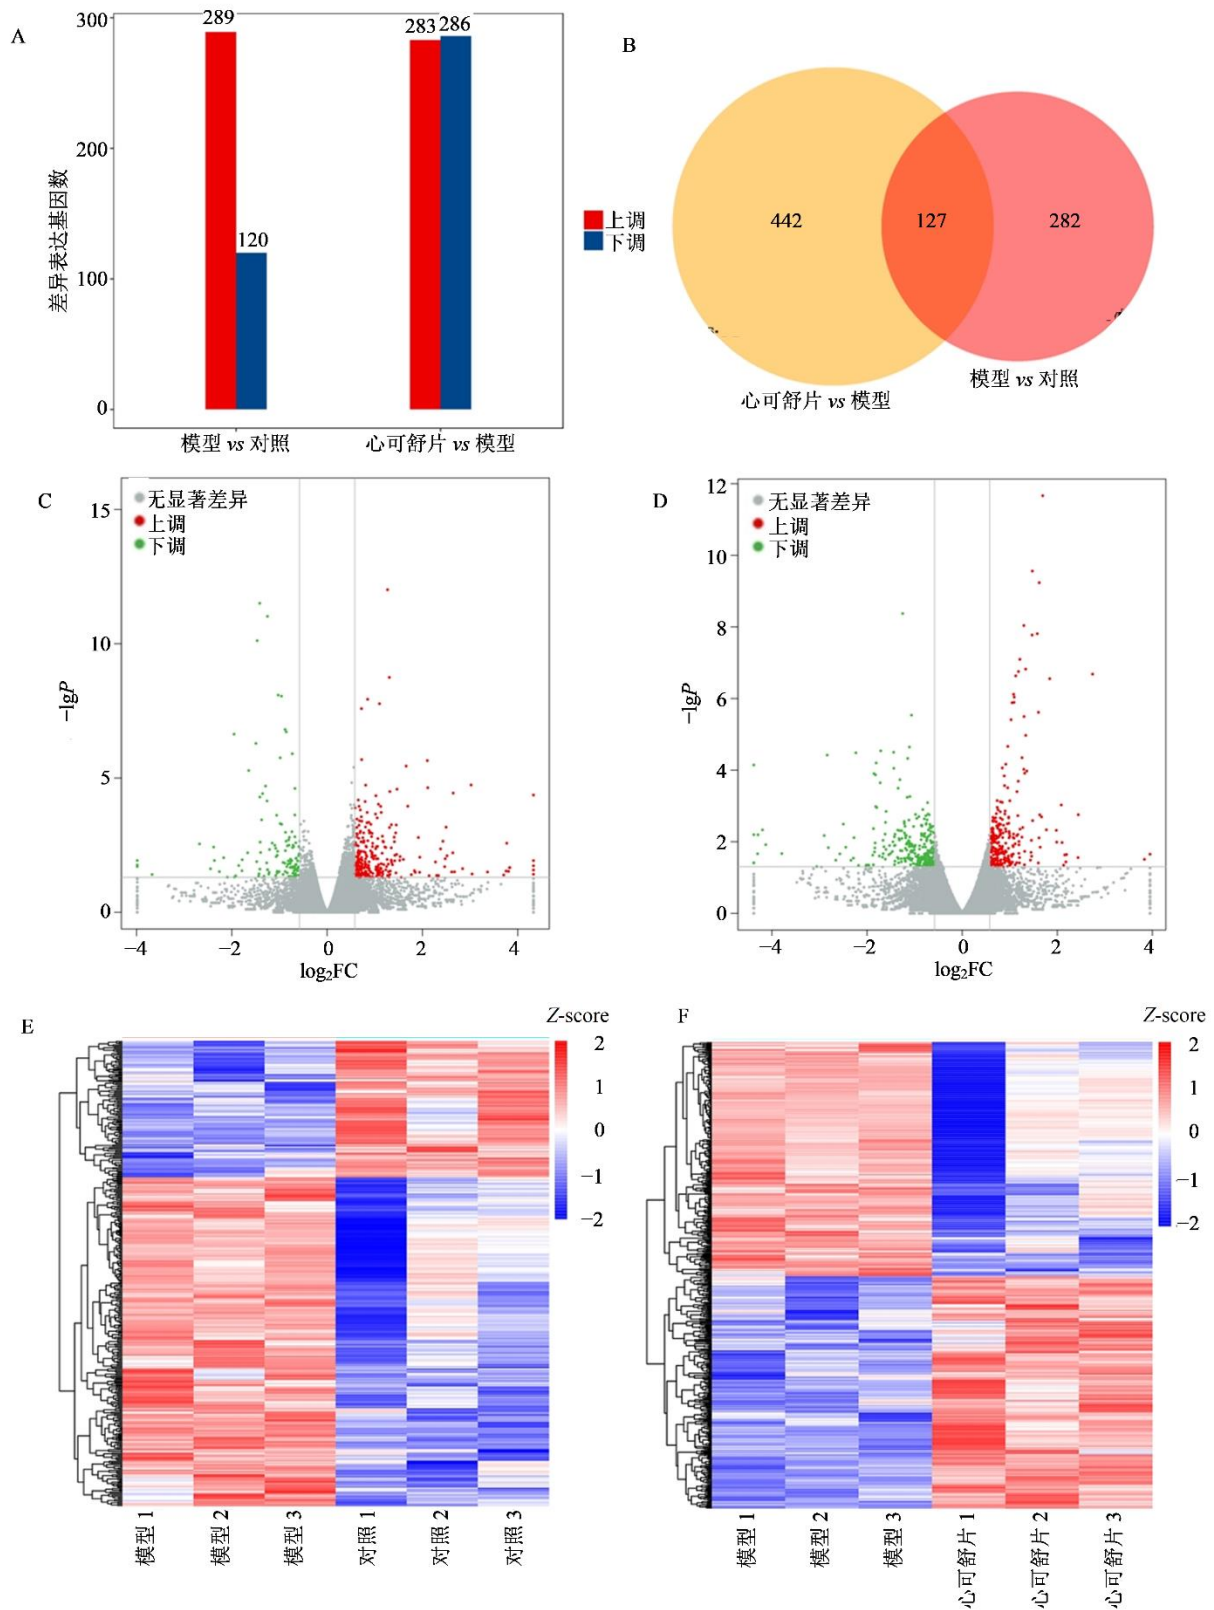 A
300
289
283 286
200
120
100
0
差异表达基因数
模型 vs 对照
心可舒片 vs 模型
上调
下调
B
442
127
282
模型 vs 对照
心可舒片 vs 模型
C
无显著差异
上调
下调
15
10
5
0
−lgP
−4
−2
0
2
4
log₂FC
D
无显著差异
上调
下调
12
10
8
6
4
2
0
−lgP
−4
−2
0
2
4
log₂FC
E
Z-score
2
1
0
−1
−2
模型 1
模型 2
模型 3
对照 1
对照 2
对照 3
F
Z-score
2
1
0
−1
−2
模型 1
模型 2
模型 3
心可舒片 1
心可舒片 2
心可舒片 3